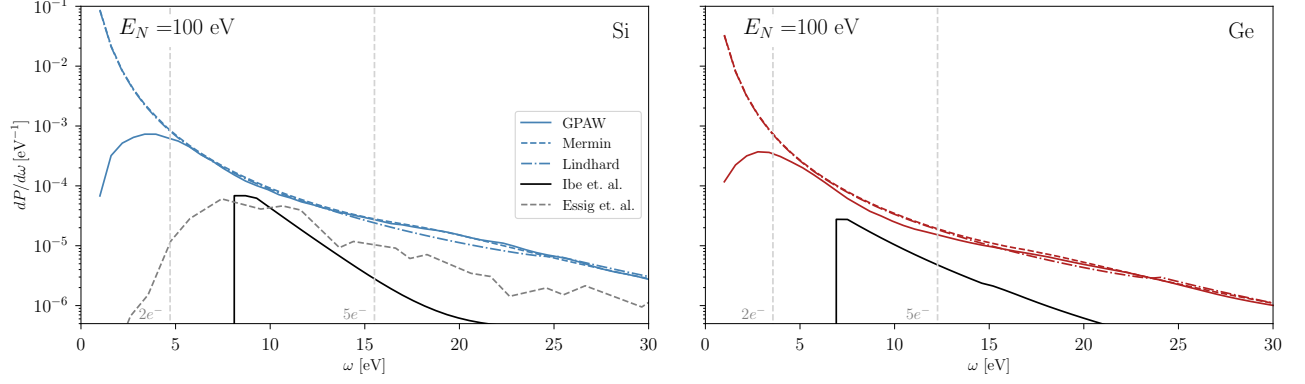 E_N =100 eV
Si
dP/dω [eV⁻¹]
10⁻¹
10⁻²
10⁻³
10⁻⁴
10⁻⁵
10⁻⁶
GPAW
Mermin
Lindhard
Ibe et. al.
Essig et. al.
2e⁻
5e⁻
0 5 10 15 20 25 30
ω [eV]
E_N =100 eV
Ge
2e⁻
5e⁻
0 5 10 15 20 25 30
ω [eV]